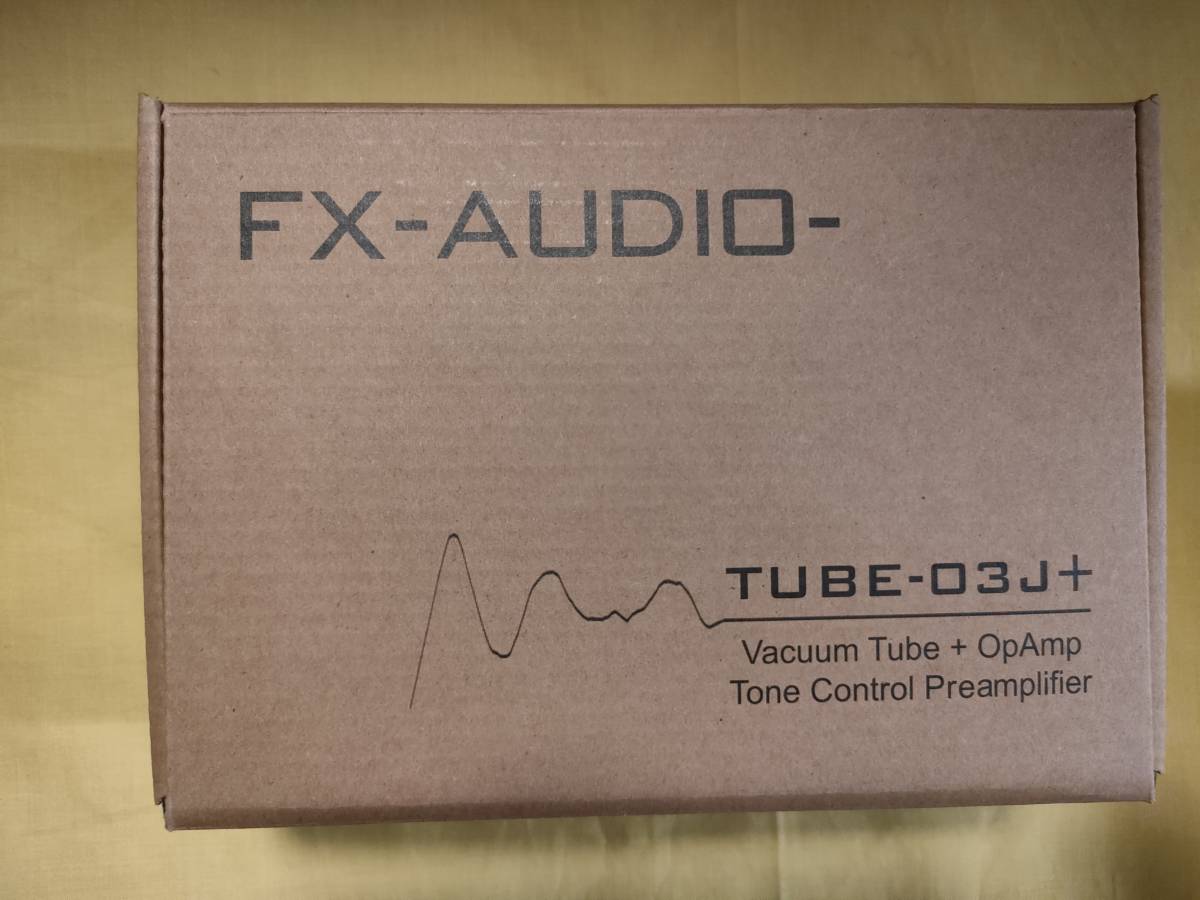 FX-AUDIO-
TUBE-03J+
Vacuum Tube + OpAmp
Tone Control Preamplifier